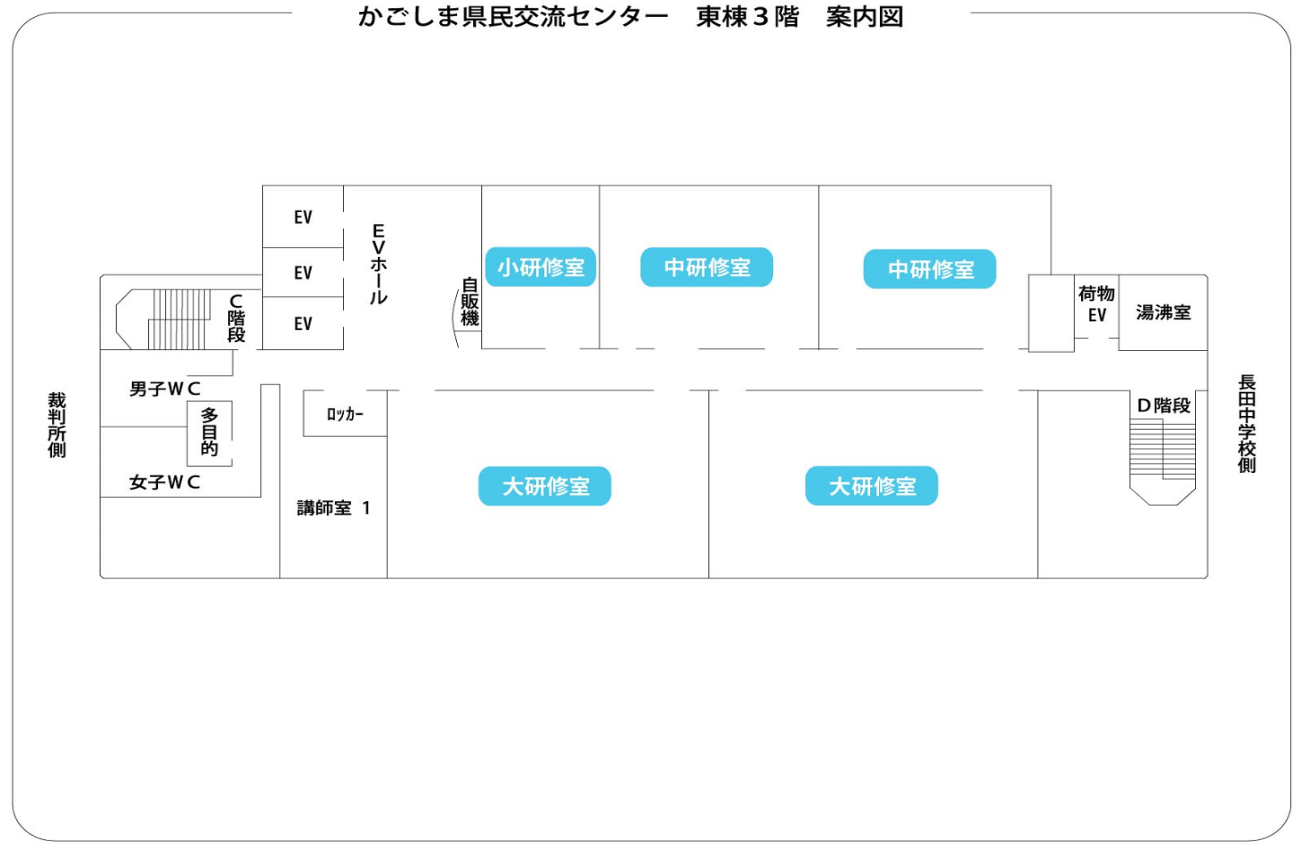 かごしま県民交流センター　東棟３階　案内図
EV
EV
EV
EVホール
自販機
小研修室
中研修室
中研修室
荷物
EV
湯沸室
C階段
男子WC
多目的
女子WC
裁判所側
ﾛｯｶｰ
講師室 1
大研修室
大研修室
D階段
長田中学校側